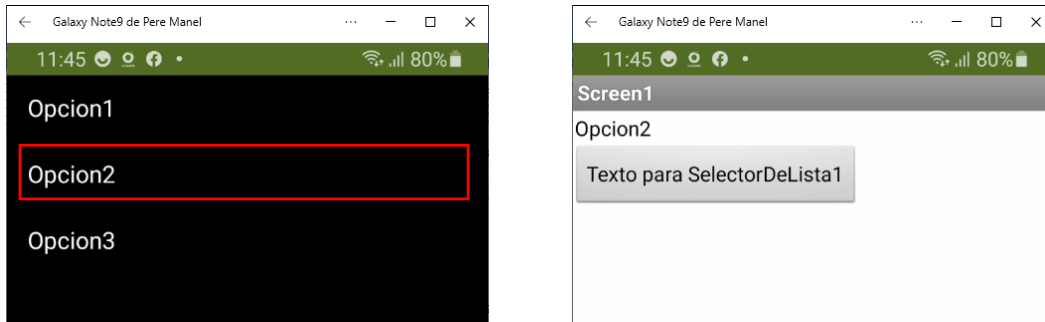 Galaxy Note9 de Pere Manel
11:45
80%
Opcion1
Opcion2
Opcion3
Galaxy Note9 de Pere Manel
11:45
80%
Screen1
Opcion2
Texto para SelectorDeLista1